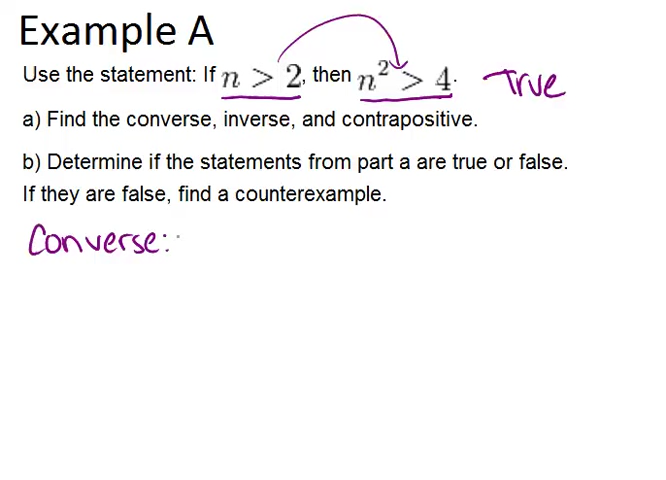 Example A
Use the statement: If n > 2, then n² > 4. True
a) Find the converse, inverse, and contrapositive.
b) Determine if the statements from part a are true or false.
If they are false, find a counterexample.
Converse: